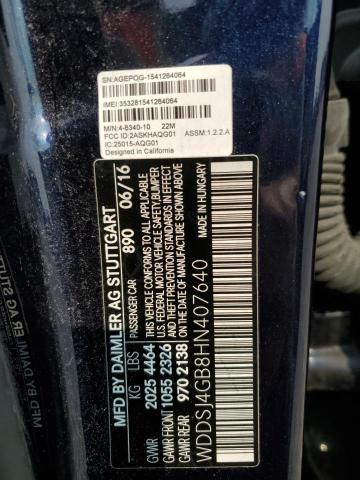 SN:AGEPOG-1541264064
IMEI:353281541264064
M/N:4-6340-10 22M
FCC ID:2ASKHAQG01
IC:25015-AQG01 ASSM:1.2.2.A
Designed in California
MFD BY DAIMLER AG STUTTGART
PASSENGER CAR 890 06/16
KG LBS
THIS VEHICLE CONFORMS TO ALL APPLICABLE
U.S. FEDERAL MOTOR VEHICLE SAFETY, BUMPER
AND THEFT PREVENTION STANDARDS IN EFFECT
ON THE DATE OF MANUFACTURE SHOWN ABOVE
GVWR 2025 4464
GAWR FRONT 1055 2326
GAWR REAR 970 2138
MADE IN HUNGARY
WDDSJ4GB8HN407640